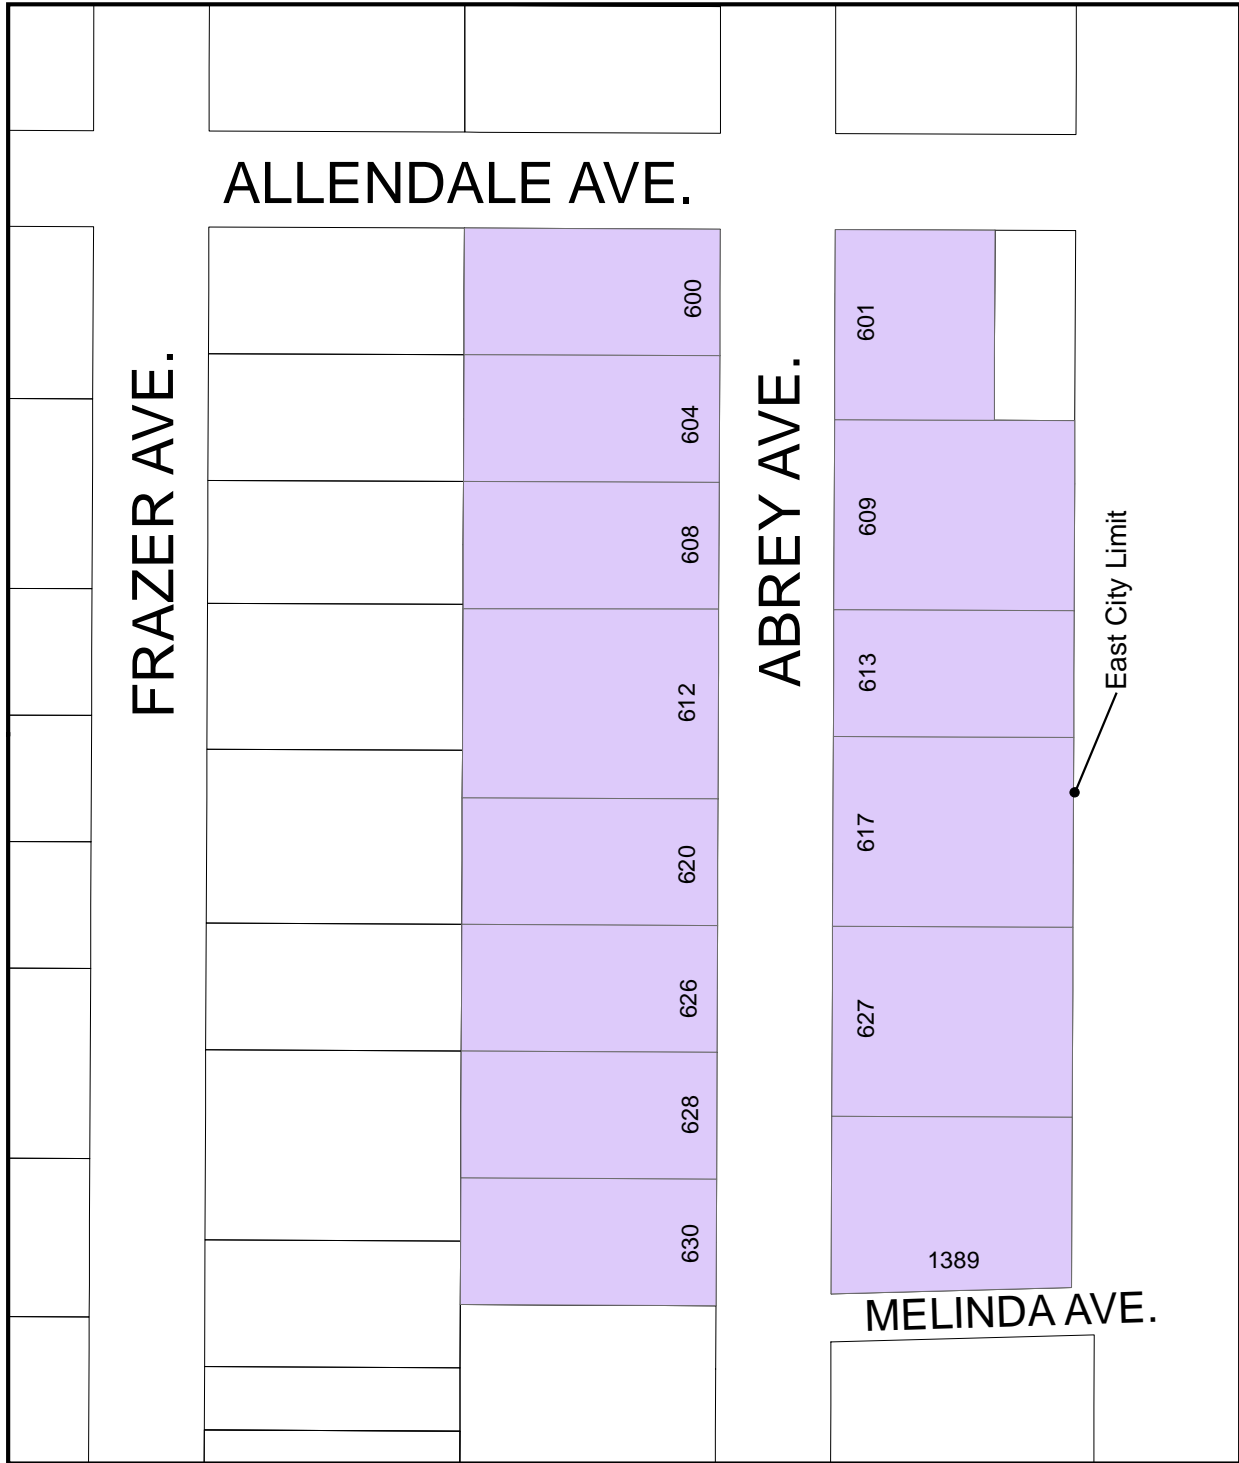 ALLENDALE AVE.
FRAZER AVE.
600
604
608
612
620
626
628
630
ABREY AVE.
601
609
613
617
627
1389
East City Limit
MELINDA AVE.